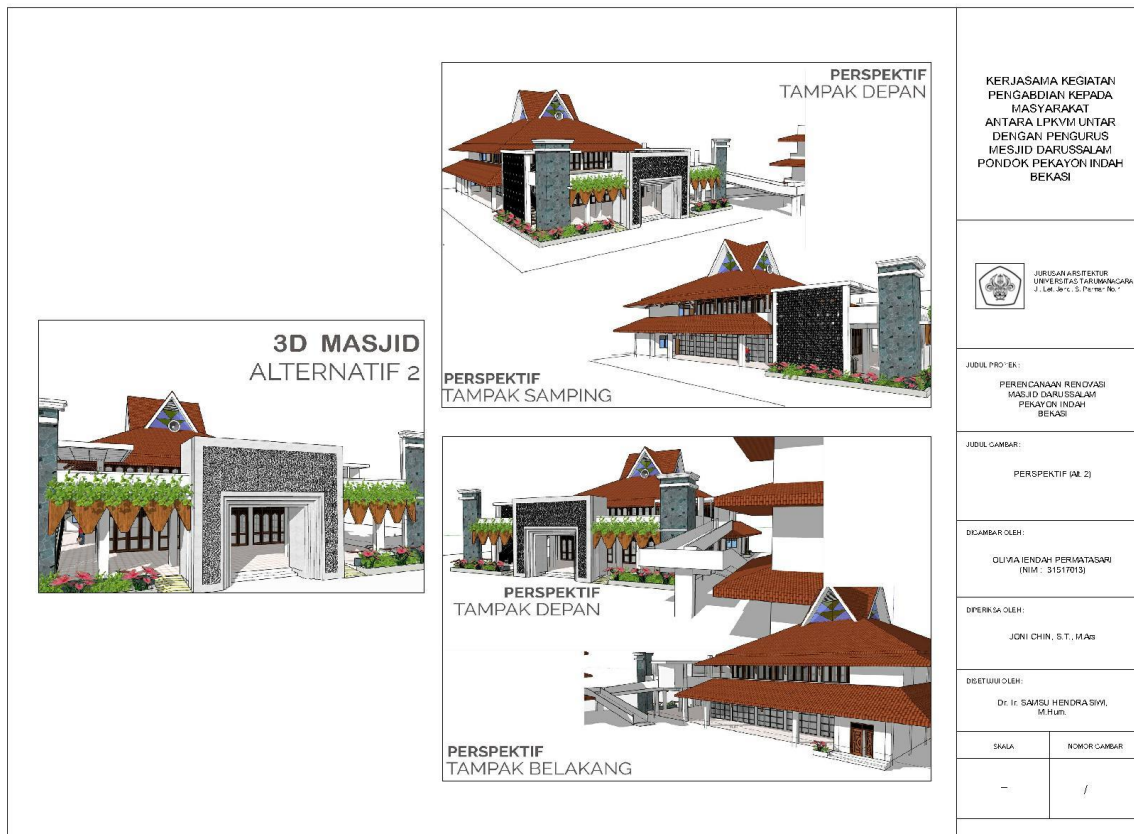 3D MASJID
ALTERNATIF 2
PERSPEKTIF
TAMPAK DEPAN
PERSPEKTIF
TAMPAK SAMPING
PERSPEKTIF
TAMPAK DEPAN
PERSPEKTIF
TAMPAK BELAKANG
KERJASAMA KEGIATAN
PENGABDIAN KEPADA
MASYARAKAT
ANTARA LPKVM UNTAR
DENGAN PENGURUS
MESJID DARUSSALAM
PONDOK PEKAYON INDAH
BEKASI
JURUSAN ARSITEKTUR
UNIVERSITAS TARUMANAGARA
JUDUL PROYEK :
PERENCANAAN RENOVASI
MASJID DARUSSALAM
PEKAYON INDAH
BEKASI
JUDUL GAMBAR :
PERSPEKTIF (Alt. 2)
DIGAMBAR OLEH :
OLIVIA IENDAH PERMATASARI
(NIM : 31517013)
DIPERIKSA OLEH :
JONI CHIN, S.T., M.Ars
DISETUJUI OLEH :
Dr. Ir. SAMSU HENDRA SIWI,
M.Hum.
SKALA
NOMOR GAMBAR
–
/